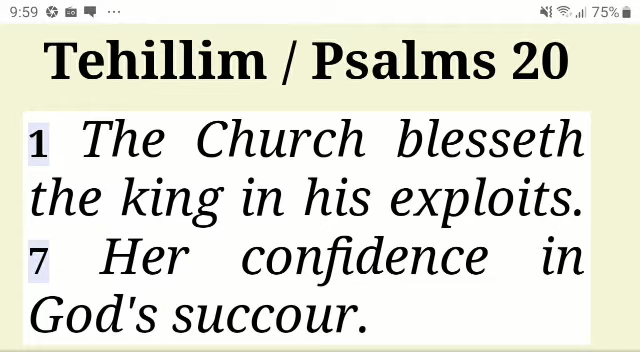 9:59
75%
Tehillim / Psalms 20
1 The Church blesseth
the king in his exploits.
7 Her confidence in
God's succour.